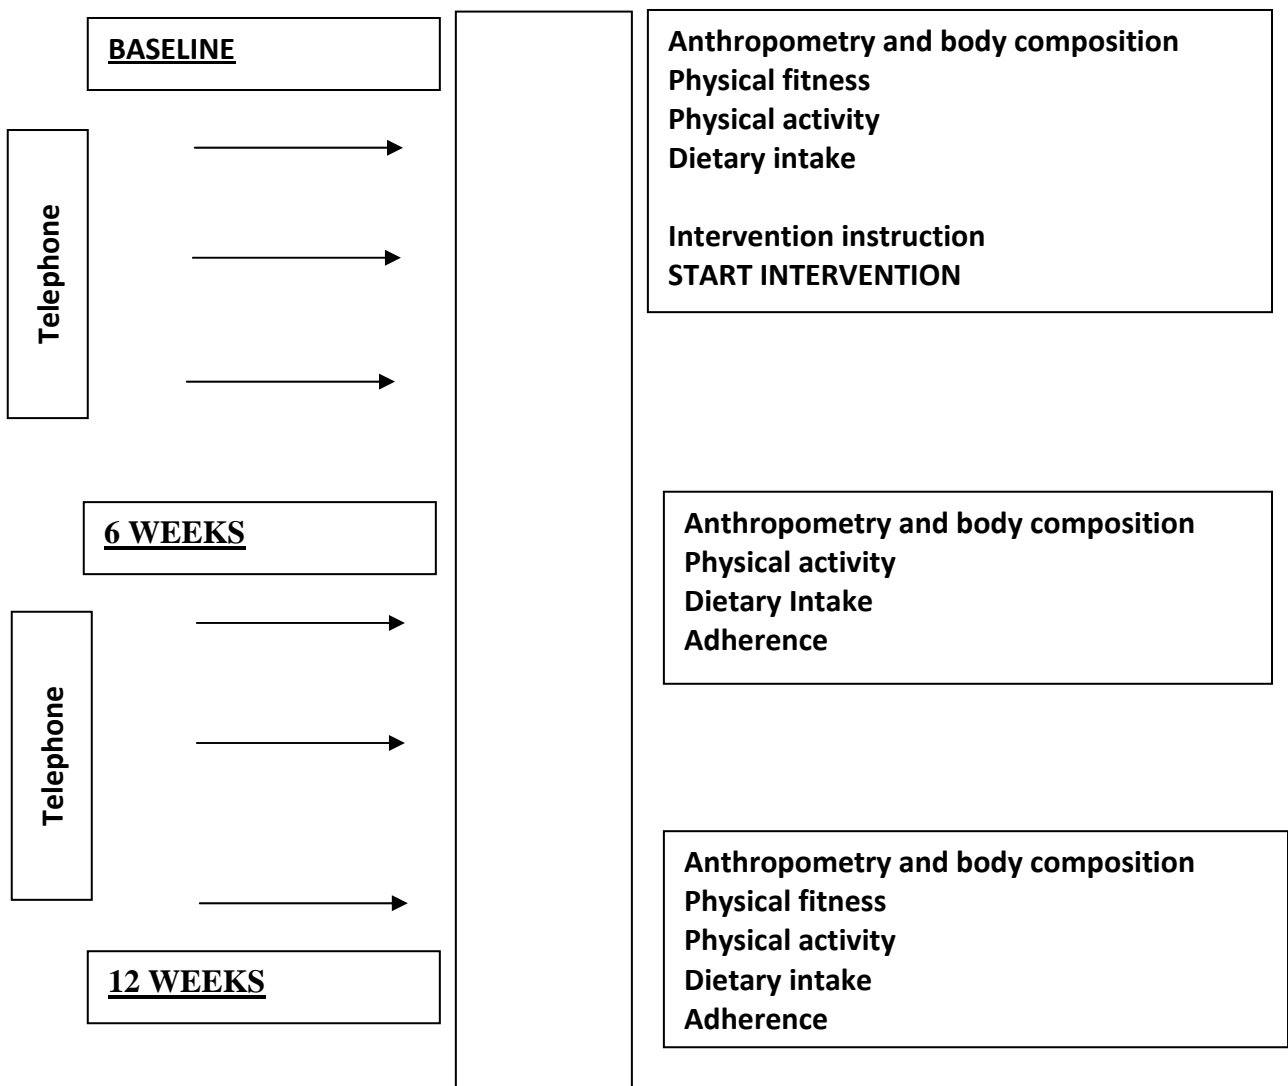 BASELINE
Anthropometry and body composition
Physical fitness
Physical activity
Dietary intake
Intervention instruction
START INTERVENTION
Telephone
6 WEEKS
Anthropometry and body composition
Physical activity
Dietary Intake
Adherence
Telephone
12 WEEKS
Anthropometry and body composition
Physical fitness
Physical activity
Dietary intake
Adherence